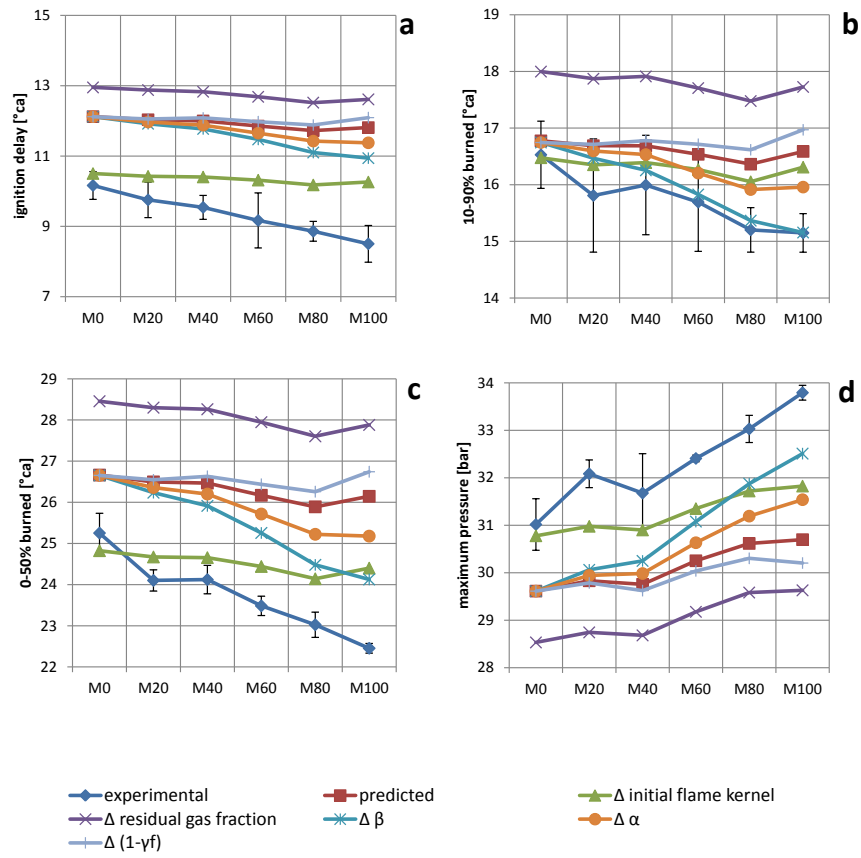 a
ignition delay [°ca]
15
13
11
9
7
M0 M20 M40 M60 M80 M100
b
10-90% burned [°ca]
19
18
17
16
15
14
M0 M20 M40 M60 M80 M100
c
0-50% burned [°ca]
29
28
27
26
25
24
23
22
M0 M20 M40 M60 M80 M100
d
maximum pressure [bar]
34
33
32
31
30
29
28
M0 M20 M40 M60 M80 M100
experimental predicted Δ initial flame kernel
Δ residual gas fraction Δ β Δ α
Δ (1-γf)